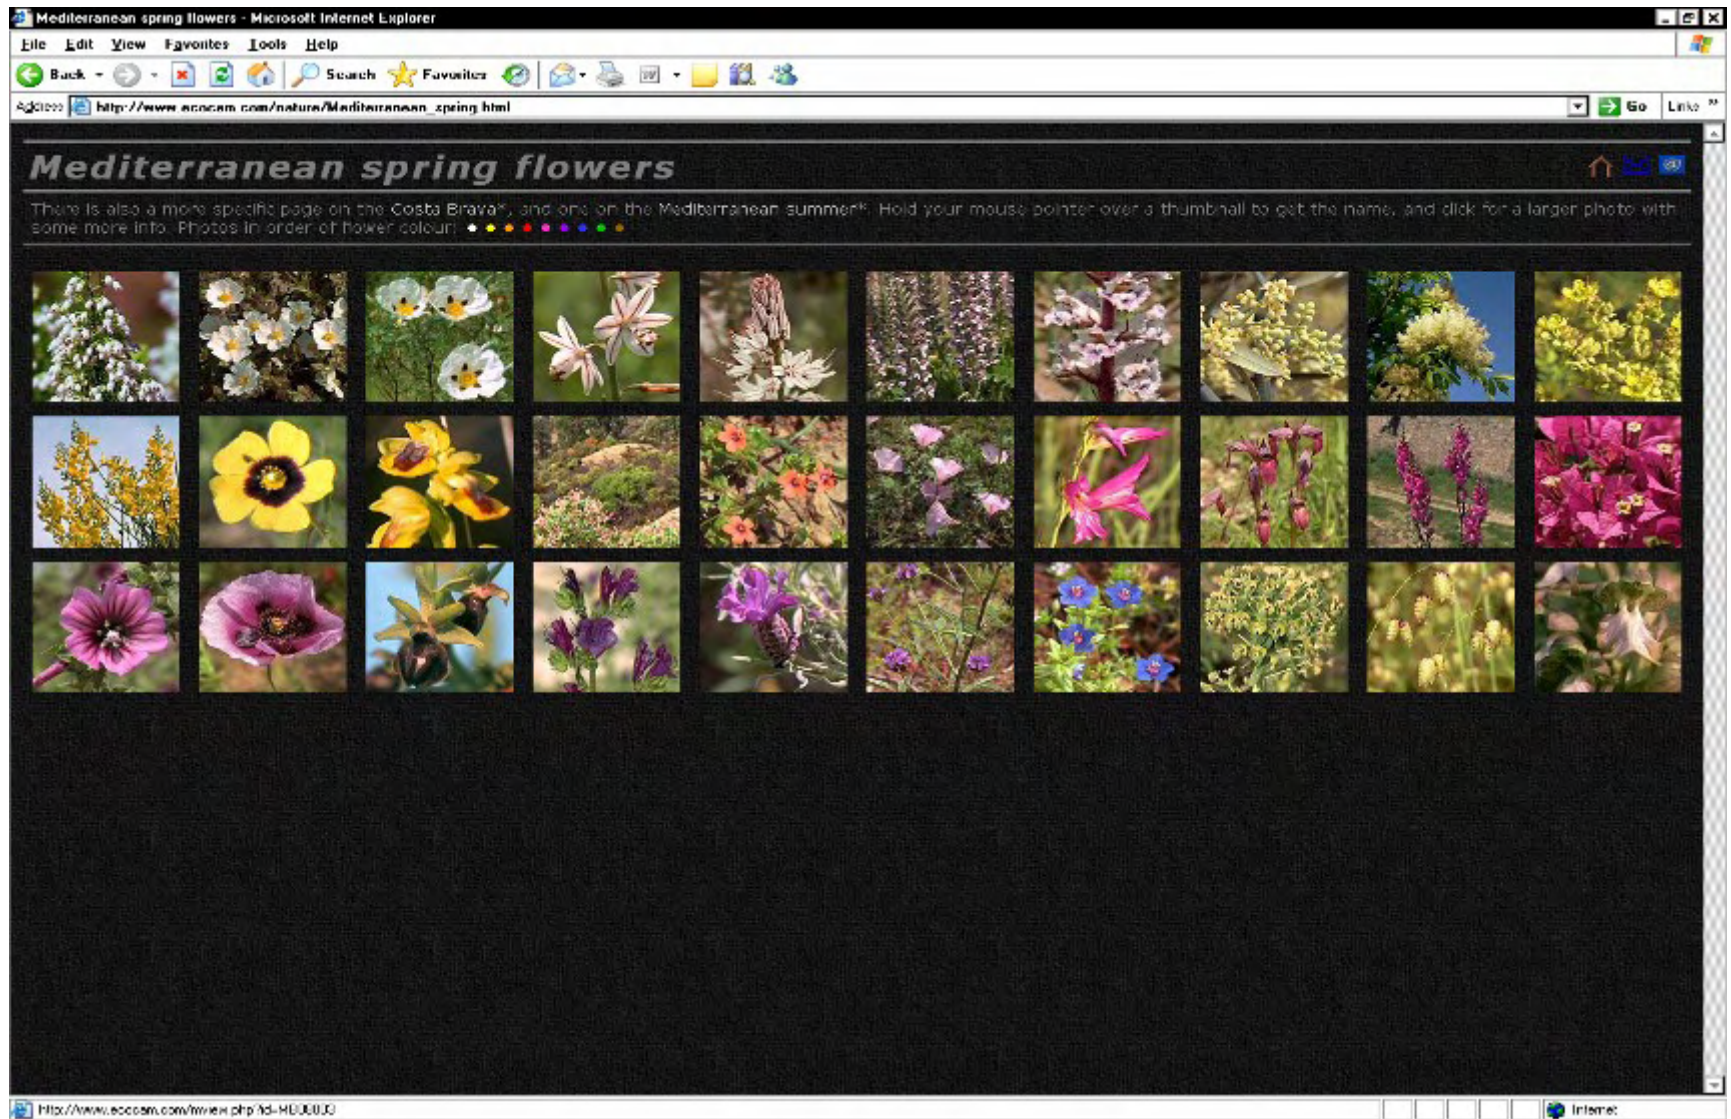 Mediterranean spring flowers - Microsoft Internet Explorer
File Edit View Favorites Tools Help
Back Search Favorites
Address http://www.ecocam.com/nature/Mediterranean_spring.html Go Links »
Mediterranean spring flowers
There is also a more specific page on the Costa Brava*, and one on the Mediterranean summer*. Hold your mouse pointer over a thumbnail to get the name, and click for a larger photo with
some more info. Photos in order of flower colour:
Internet